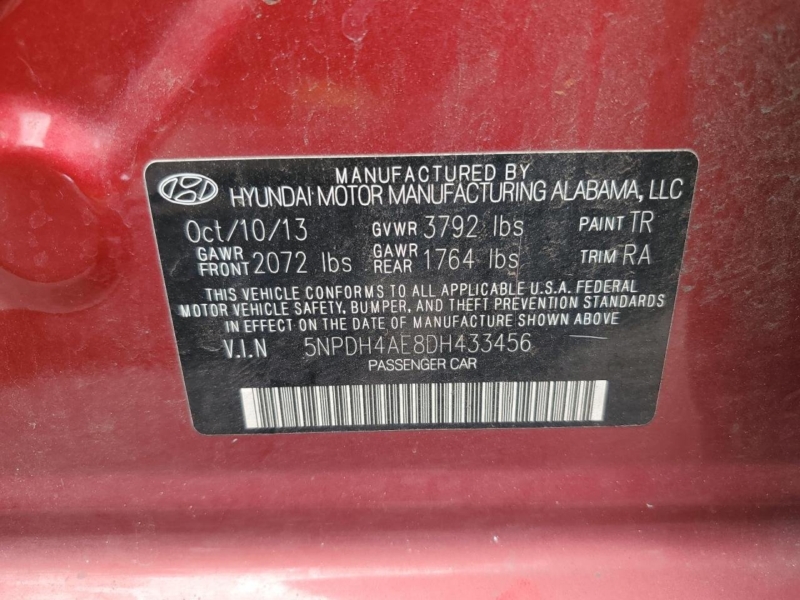 MANUFACTURED BY
HYUNDAI MOTOR MANUFACTURING ALABAMA, LLC
Oct/10/13 GVWR 3792 lbs PAINT TR
GAWR FRONT 2072 lbs GAWR REAR 1764 lbs TRIM RA
THIS VEHICLE CONFORMS TO ALL APPLICABLE U.S.A. FEDERAL
MOTOR VEHICLE SAFETY, BUMPER, AND THEFT PREVENTION STANDARDS
IN EFFECT ON THE DATE OF MANUFACTURE SHOWN ABOVE
V.I.N 5NPDH4AE8DH433456
PASSENGER CAR